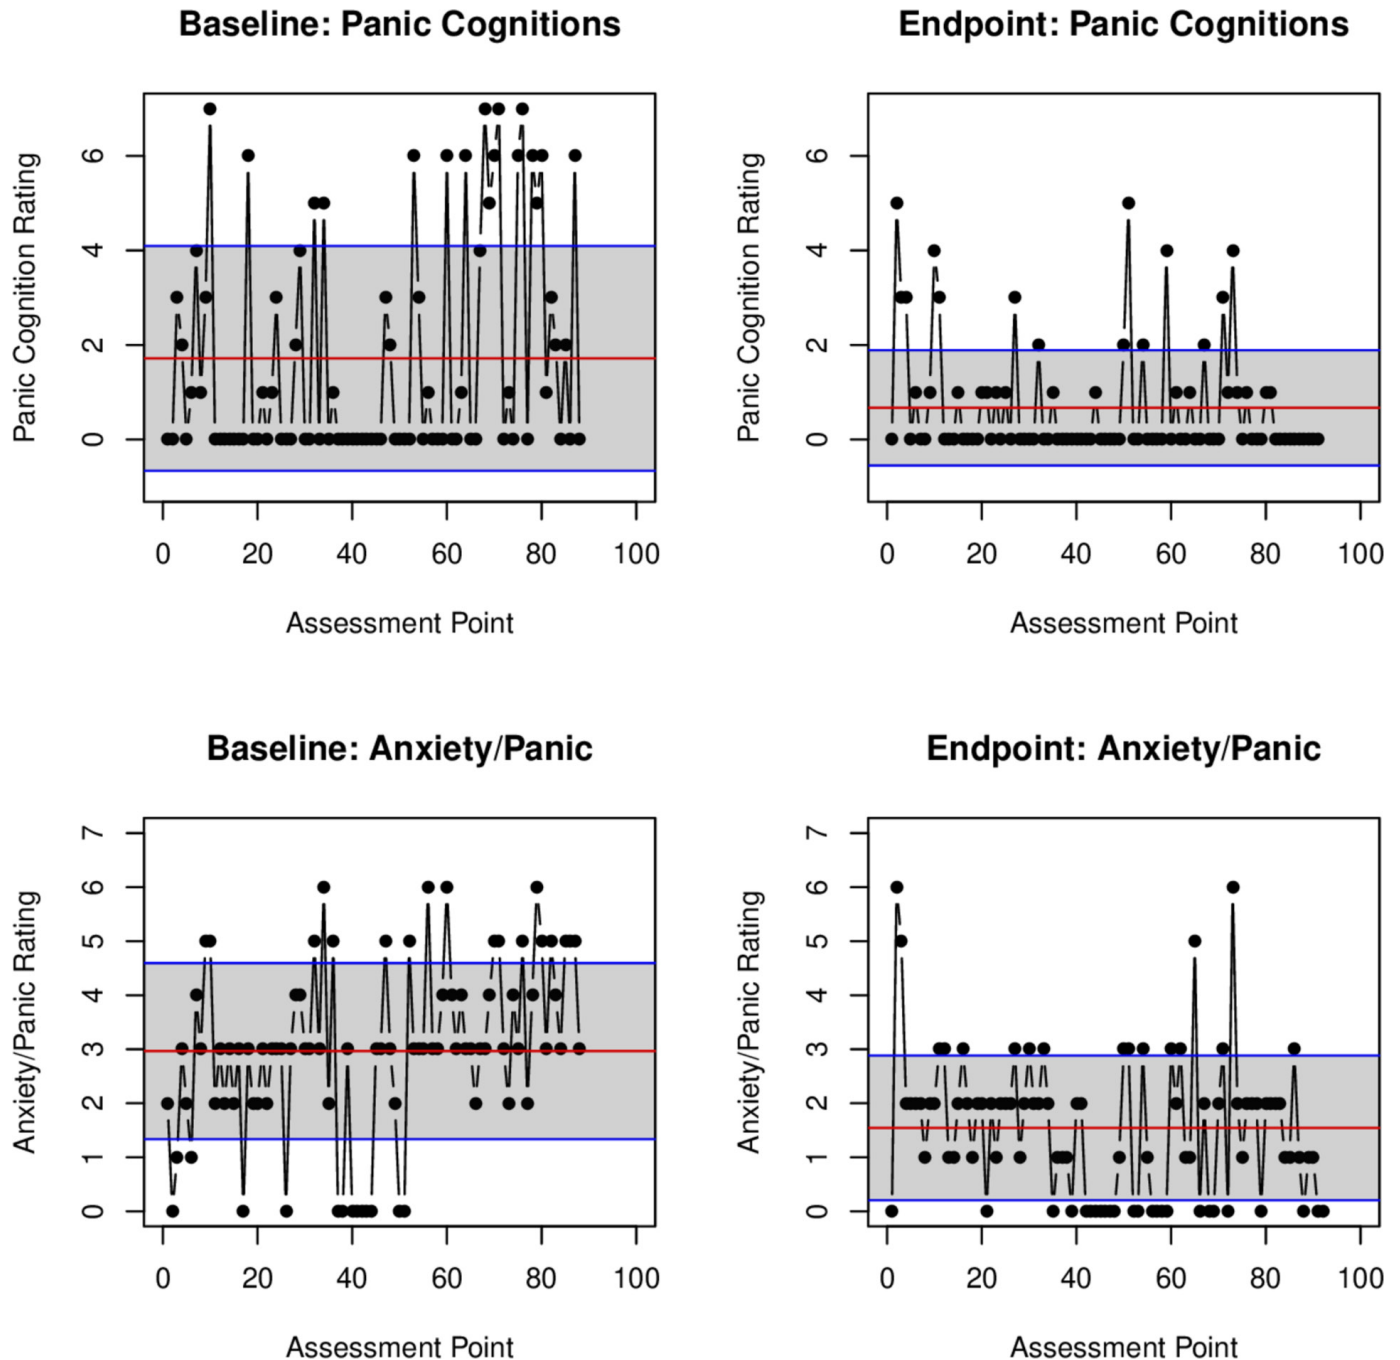 Baseline: Panic Cognitions
Panic Cognition Rating
6
4
2
0
0 20 40 60 80 100
Assessment Point
Endpoint: Panic Cognitions
Panic Cognition Rating
6
4
2
0
0 20 40 60 80 100
Assessment Point
Baseline: Anxiety/Panic
Anxiety/Panic Rating
7
6
5
4
3
2
1
0
0 20 40 60 80 100
Assessment Point
Endpoint: Anxiety/Panic
Anxiety/Panic Rating
7
6
5
4
3
2
1
0
0 20 40 60 80 100
Assessment Point